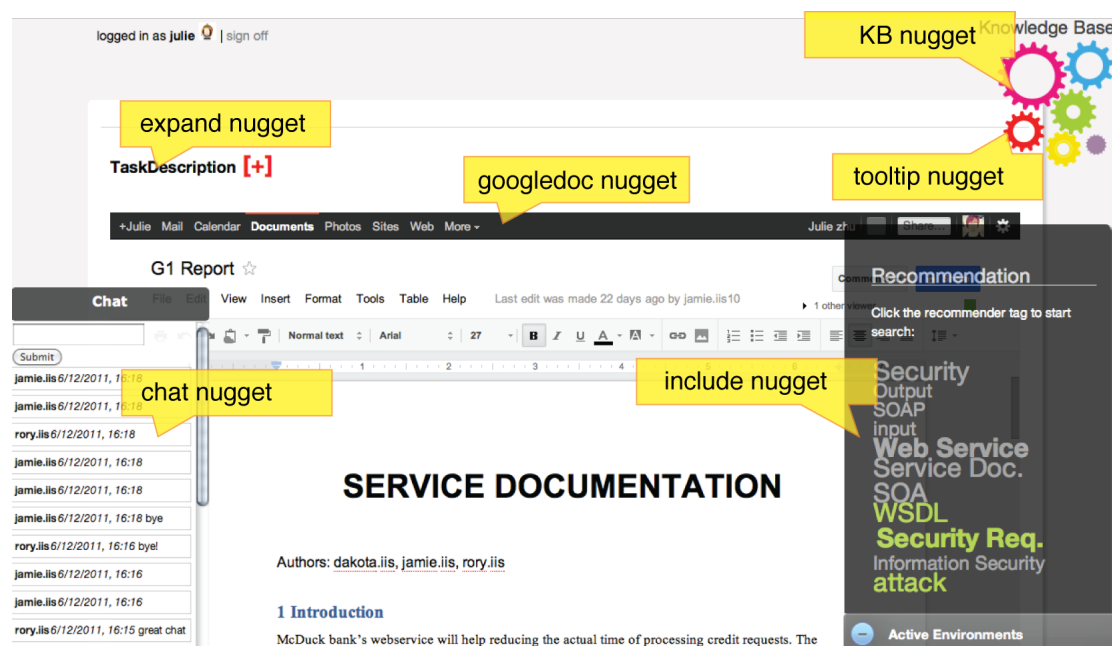 logged in as julie | sign off
KB nugget
Knowledge Base
expand nugget
TaskDescription [+]
googledoc nugget
tooltip nugget
+Julie Mail Calendar Documents Photos Sites Web More
Julie zhu
Share...
G1 Report
File Edit View Insert Format Tools Table Help
Last edit was made 22 days ago by jamie.iis10
1 other viewer
Normal text Arial 27 B I U A A
1 2 3 4 5
Chat
Submit
jamie.iis 6/12/2011, 16:18
jamie.iis 6/12/2011, 16:18
rory.iis 6/12/2011, 16:18
jamie.iis 6/12/2011, 16:18
jamie.iis 6/12/2011, 16:18
jamie.iis 6/12/2011, 16:18 bye
rory.iis 6/12/2011, 16:16 bye!
jamie.iis 6/12/2011, 16:16
jamie.iis 6/12/2011, 16:16
rory.iis 6/12/2011, 16:15 great chat
chat nugget
include nugget
SERVICE DOCUMENTATION
Authors: dakota.iis, jamie.iis, rory.iis
1 Introduction
McDuck bank's webservice will help reducing the actual time of processing credit requests. The
Recommendation
Click the recommender tag to start
search:
Security
Output
SOAP
input
Web Service
Service Doc.
SOA
WSDL
Security Req.
Information Security
attack
Active Environments